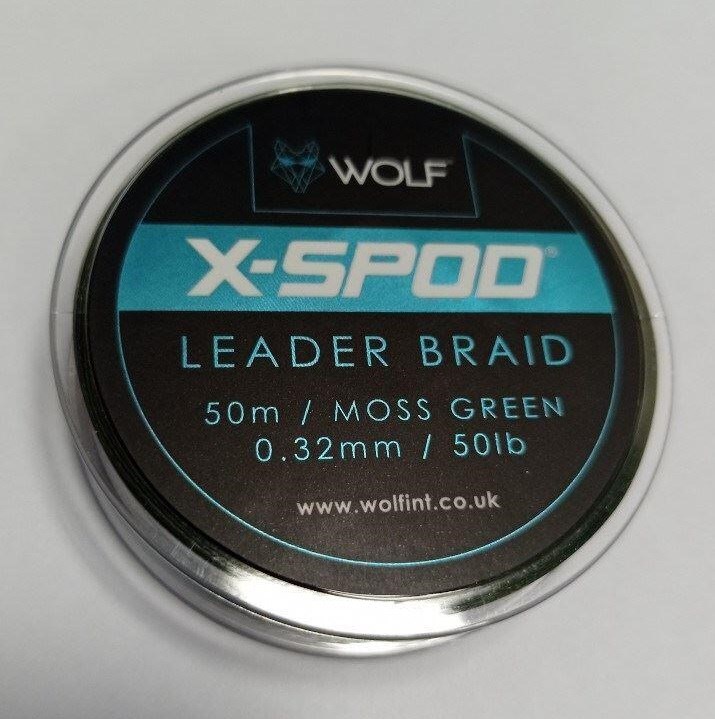 WOLF
X-SPOD®
LEADER BRAID
50m / MOSS GREEN
0.32mm / 50lb
www.wolfint.co.uk